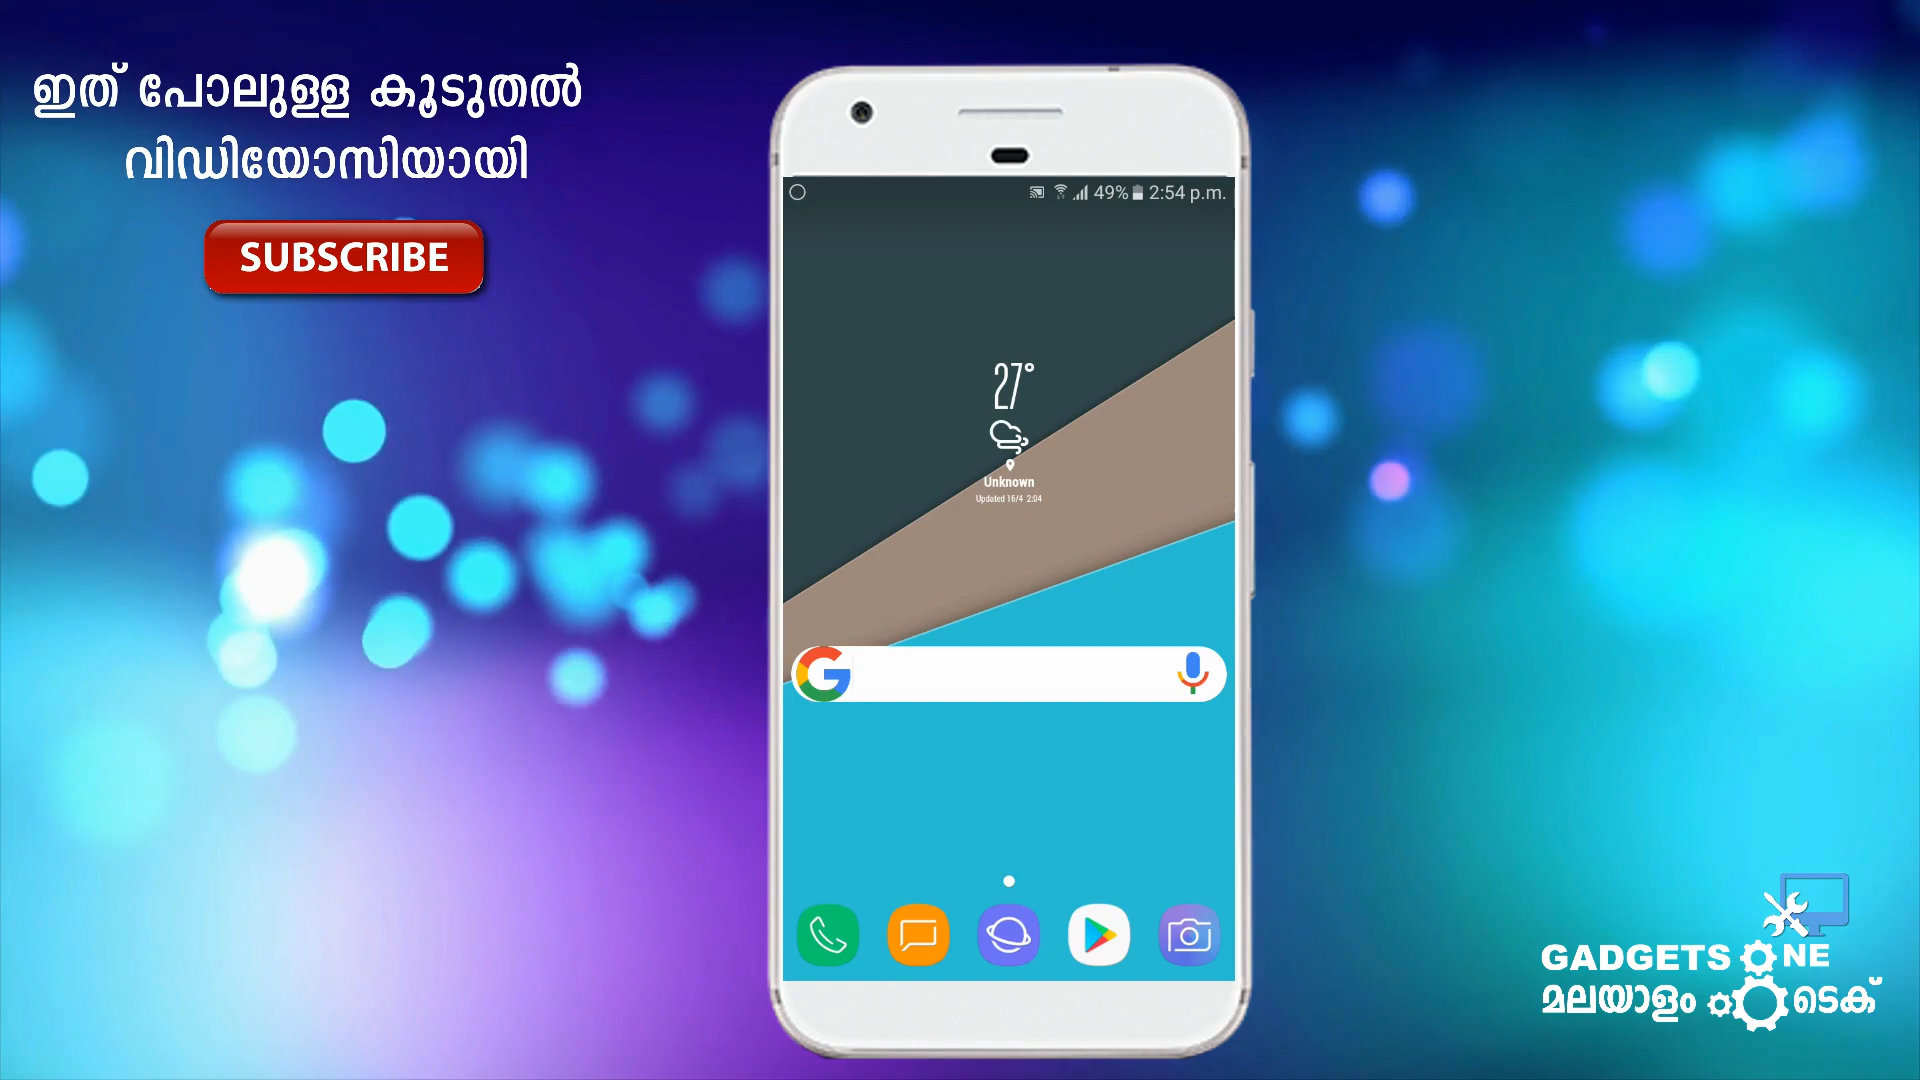 ഇത് പോലുള്ള കൂടുതൽ
വിഡിയോസിയായി
SUBSCRIBE
49% 2:54 p.m.
27°
Unknown
Updated 16/4 2:04
GADGETS ONE
മലയാളം ടെക്